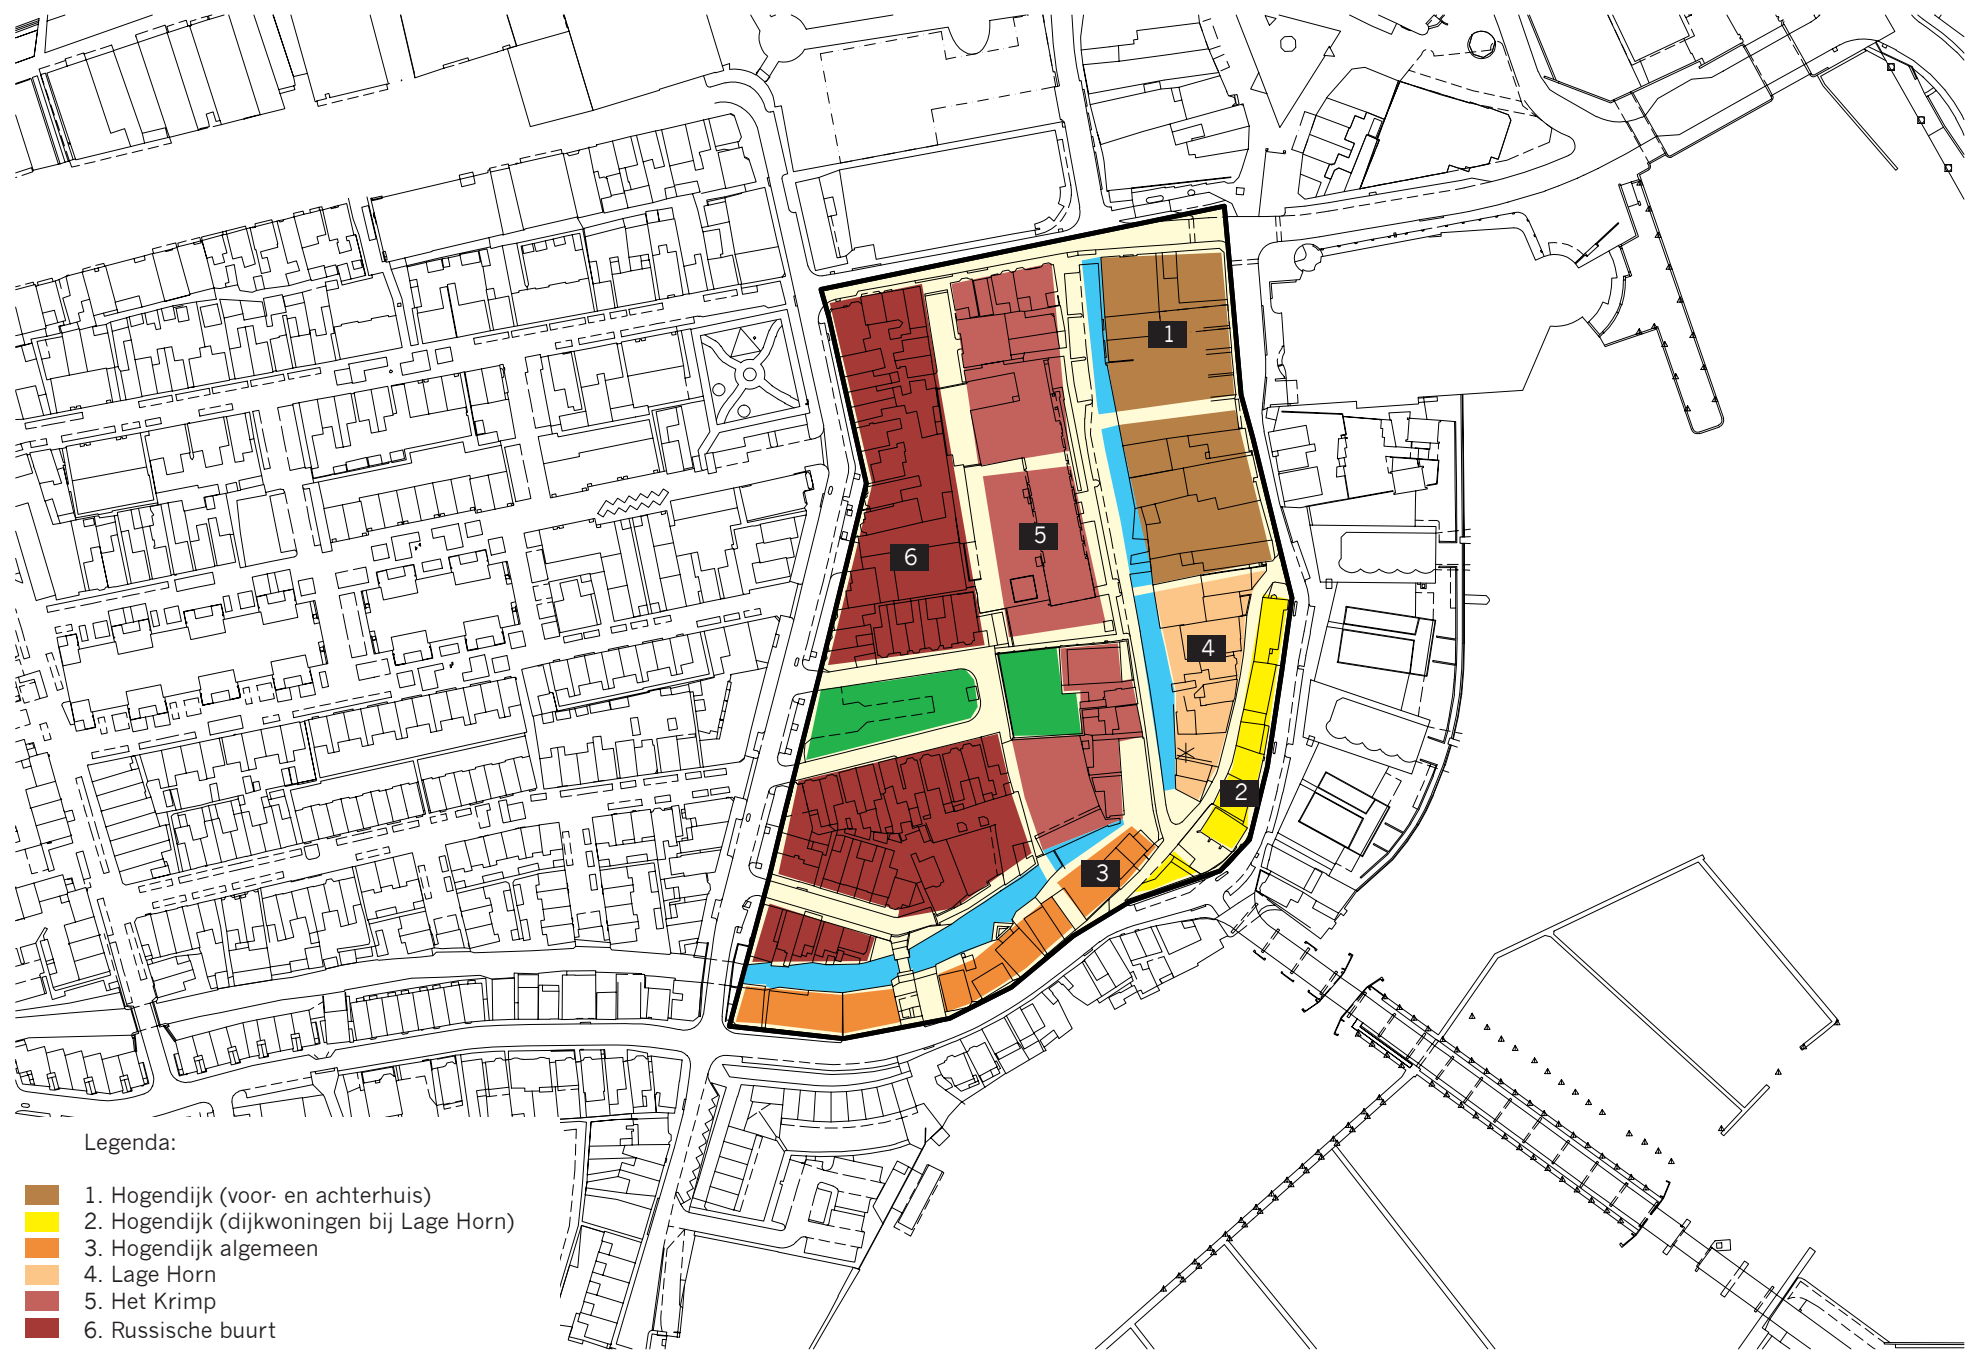 1
5
6
4
2
3
Legenda:
1. Hogendijk (voor- en achterhuis)
2. Hogendijk (dijkwoningen bij Lage Horn)
3. Hogendijk algemeen
4. Lage Horn
5. Het Krimp
6. Russische buurt